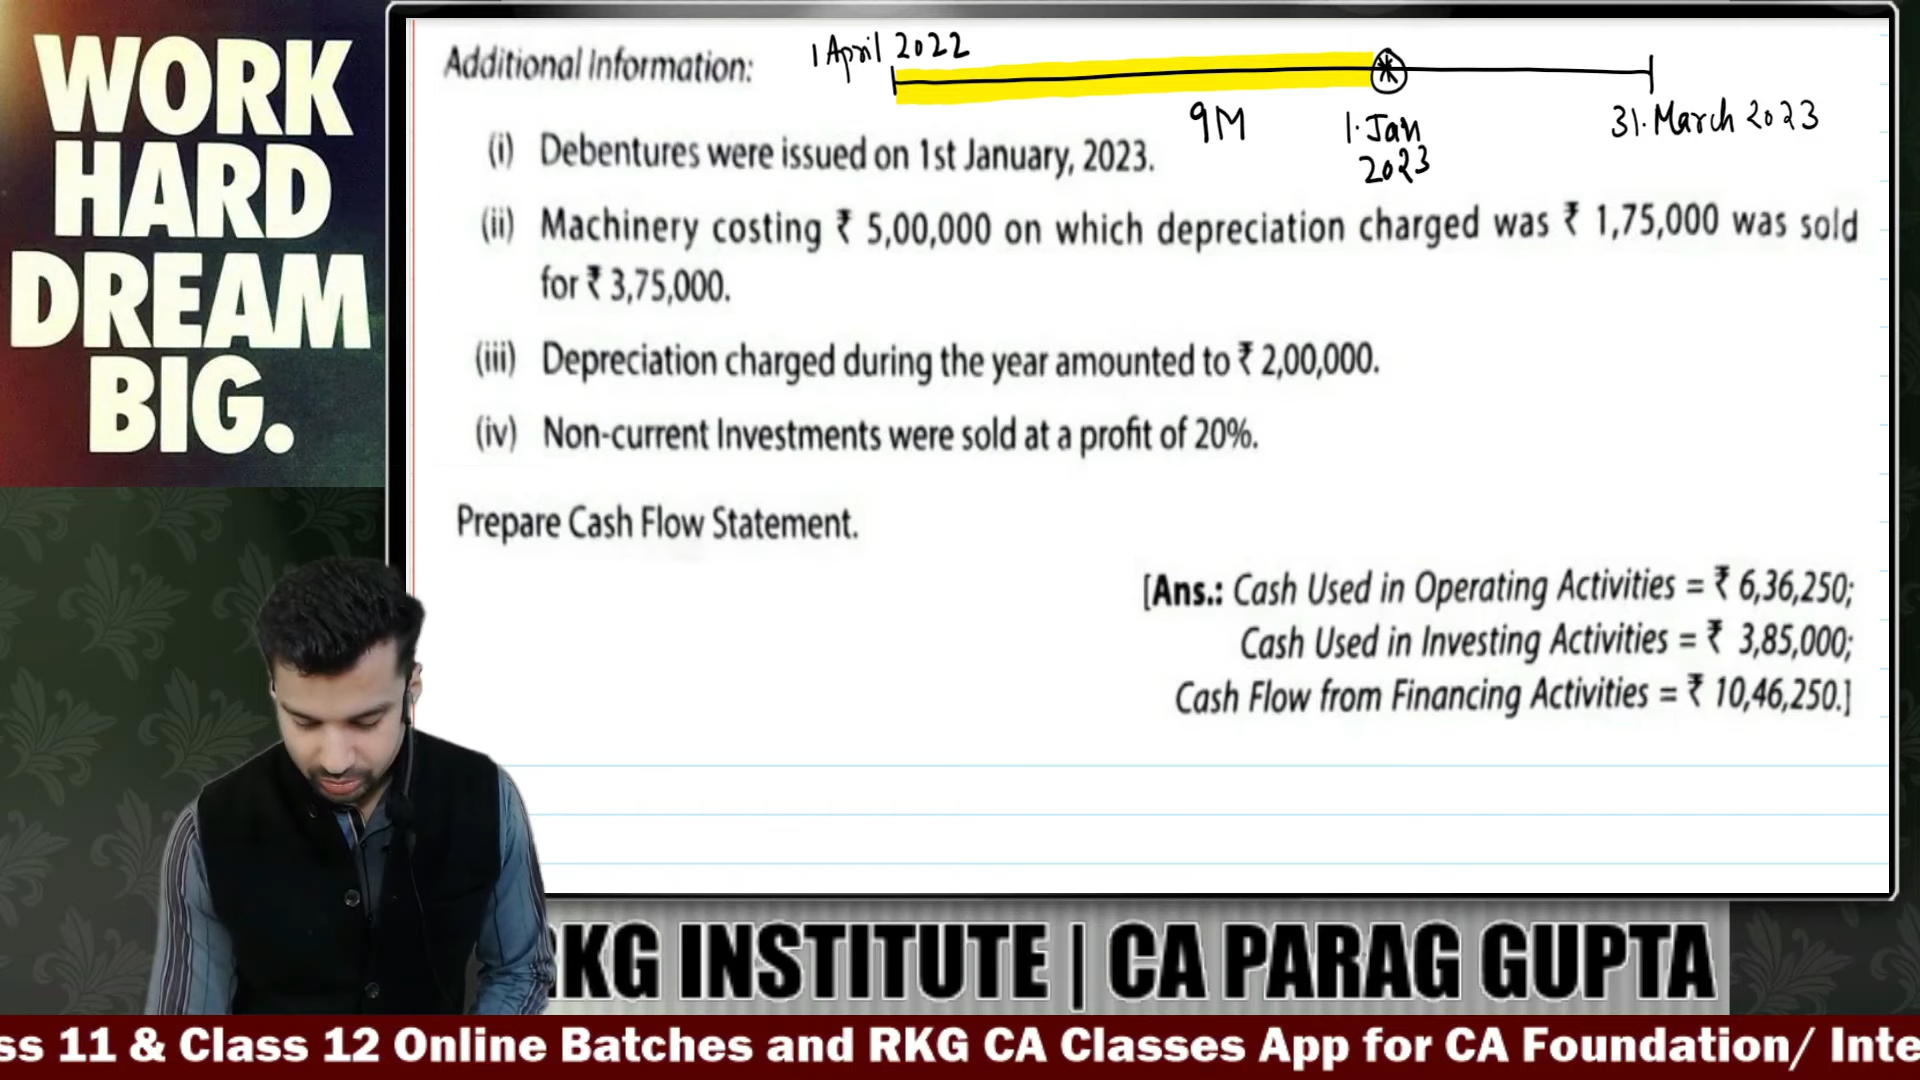 WORK
HARD
DREAM
BIG.
Additional Information:
1 April 2022
9M
1. Jan
2023
31. March 2023
(i) Debentures were issued on 1st January, 2023.
(ii) Machinery costing ₹ 5,00,000 on which depreciation charged was ₹ 1,75,000 was sold
for ₹ 3,75,000.
(iii) Depreciation charged during the year amounted to ₹ 2,00,000.
(iv) Non-current Investments were sold at a profit of 20%.
Prepare Cash Flow Statement.
[Ans.: Cash Used in Operating Activities = ₹ 6,36,250;
Cash Used in Investing Activities = ₹ 3,85,000;
Cash Flow from Financing Activities = ₹ 10,46,250.]
KG INSTITUTE | CA PARAG GUPTA
ss 11 & Class 12 Online Batches and RKG CA Classes App for CA Foundation/ Inte